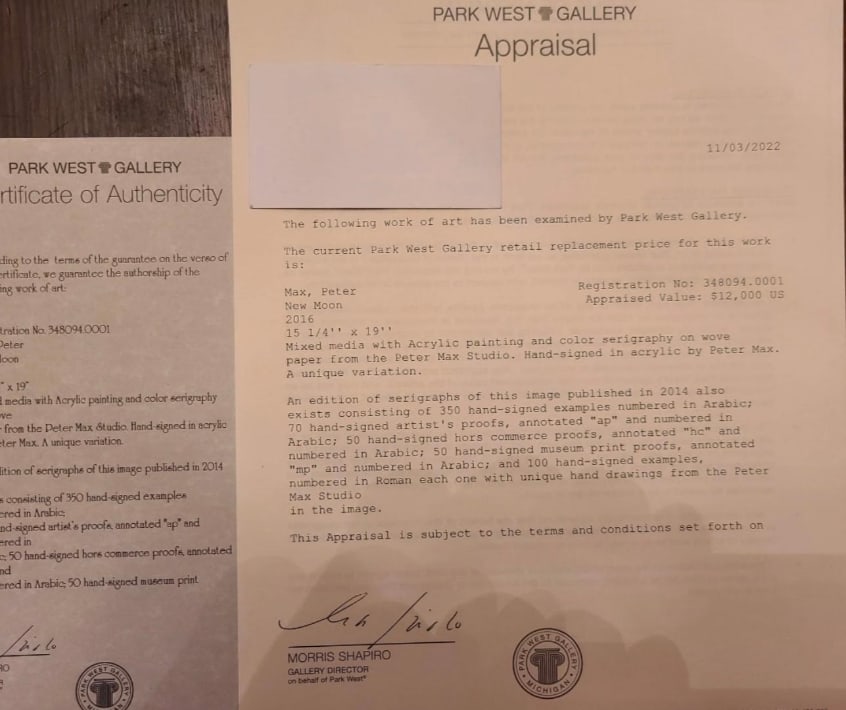 PARK WEST GALLERY
Appraisal
11/03/2022
The following work of art has been examined by Park West Gallery.
The current Park West Gallery retail replacement price for this work
is:
Max, Peter
New Moon
2016
15 1/4'' x 19''
Registration No: 348094.0001
Appraised Value: $12,000 US
Mixed media with Acrylic painting and color serigraphy on wove
paper from the Peter Max Studio. Hand-signed in acrylic by Peter Max.
A unique variation.
An edition of serigraphs of this image published in 2014 also
exists consisting of 350 hand-signed examples numbered in Arabic;
70 hand-signed artist's proofs, annotated "ap" and numbered in
Arabic; 50 hand-signed hors commerce proofs, annotated "hc" and
numbered in Arabic; 50 hand-signed museum print proofs, annotated
"mp" and numbered in Arabic; and 100 hand-signed examples,
numbered in Roman each one with unique hand drawings from the Peter
Max Studio
in the image.
This Appraisal is subject to the terms and conditions set forth on
MORRIS SHAPIRO
GALLERY DIRECTOR
on behalf of Park West®
PARK WEST GALLERY
MICHIGAN
PARK WEST GALLERY
rtificate of Authenticity
ding to the terms of the guarantee on the verso of
ertificate, we guarantee the authorship of the
ing work of art:
tration No. 348094.0001
Peter
Moon
" x 19"
d media with Acrylic painting and color serigraphy
ve
from the Peter Max Studio. Hand-signed in acrylic
ter Max. A unique variation.
dition of serigraphs of this image published in 2014
s consisting of 350 hand-signed examples
ered in Arabic;
nd-signed artist's proofs, annotated "ap" and
ered in
c; 50 hand-signed hors commerce proofs, annotated
nd
ered in Arabic; 50 hand-signed museum print
RO
PARK WEST GALLERY